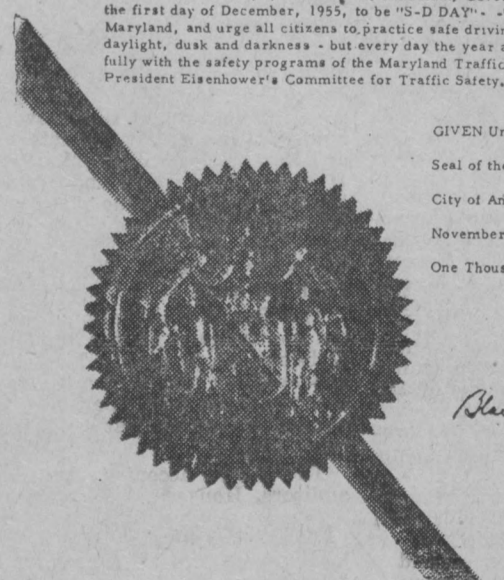 the first day of December, 1955, to be "S-D DAY" -
Maryland, and urge all citizens to practice safe drivin
daylight, dusk and darkness - but every day the year a
fully with the safety programs of the Maryland Traffic
President Eisenhower's Committee for Traffic Safety.
GIVEN Un
Seal of the
City of An
November
One Thous